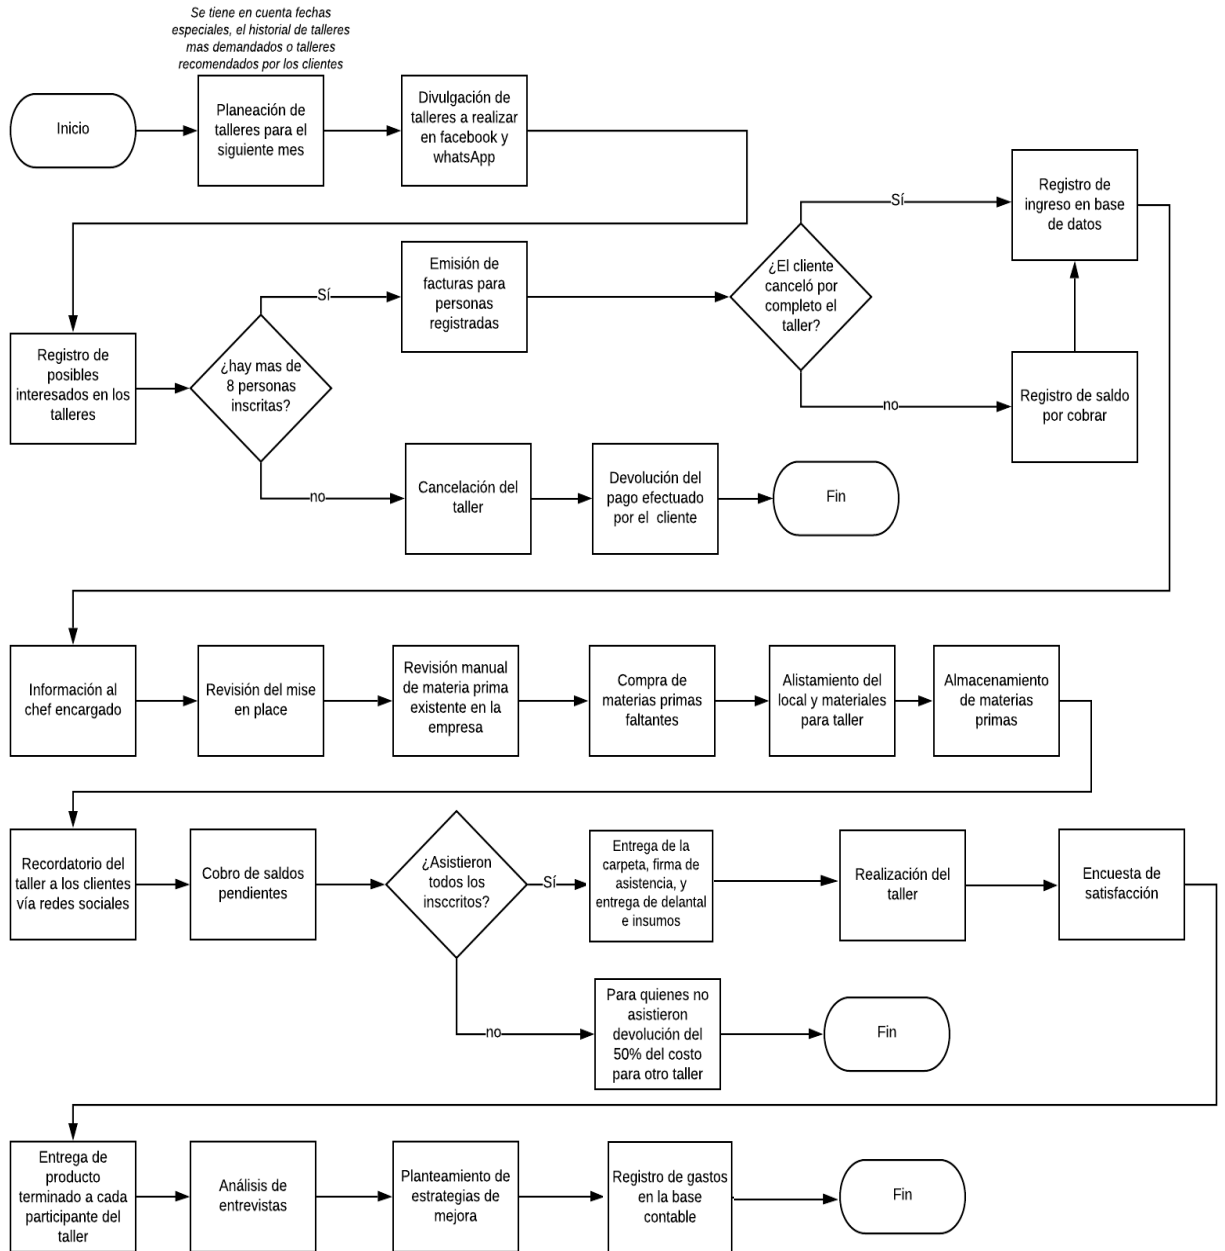 Se tiene en cuenta fechas
especiales, el historial de talleres
mas demandados o talleres
recomendados por los clientes
Inicio
Planeación de
talleres para el
siguiente mes
Divulgación de
talleres a realizar
en facebook y
whatsApp
Registro de
posibles
interesados en los
talleres
¿hay mas de
8 personas
inscritas?
Sí
Emisión de
facturas para
personas
registradas
¿El cliente
canceló por
completo el
taller?
Sí
Registro de
ingreso en base
de datos
no
Registro de saldo
por cobrar
no
Cancelación del
taller
Devolución del
pago efectuado
por el cliente
Fin
Información al
chef encargado
Revisión del mise
en place
Revisión manual
de materia prima
existente en la
empresa
Compra de
materias primas
faltantes
Alistamiento del
local y materiales
para taller
Almacenamiento
de materias
primas
Recordatorio del
taller a los clientes
vía redes sociales
Cobro de saldos
pendientes
¿Asistieron
todos los
insccritos?
Sí
Entrega de la
carpeta, firma de
asistencia, y
entrega de delantal
e insumos
Realización del
taller
Encuesta de
satisfacción
no
Para quienes no
asistieron
devolución del
50% del costo
para otro taller
Fin
Entrega de
producto
terminado a cada
participante del
taller
Análisis de
entrevistas
Planteamiento de
estrategias de
mejora
Registro de gastos
en la base
contable
Fin